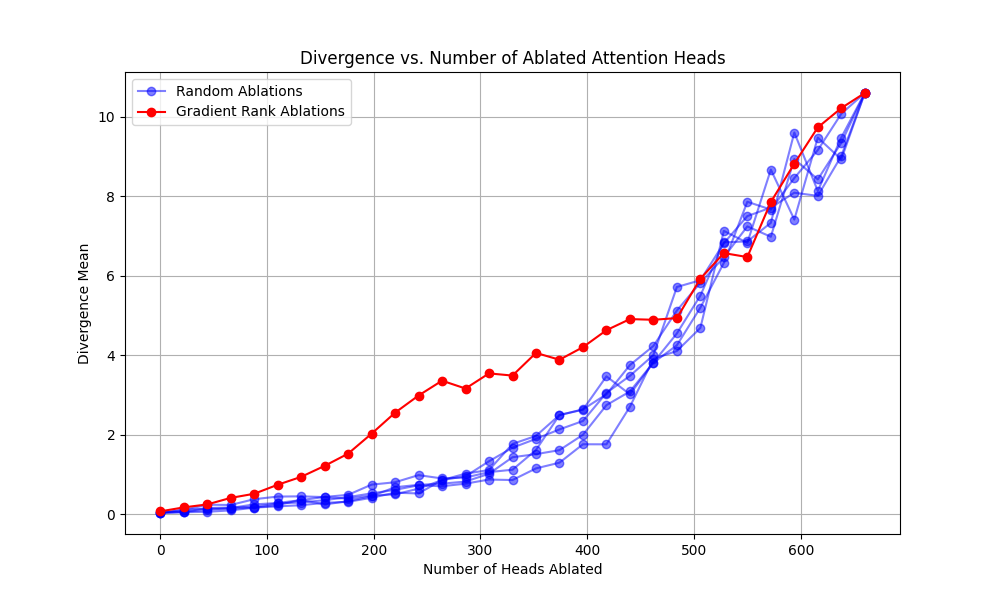 Divergence vs. Number of Ablated Attention Heads
Random Ablations
Gradient Rank Ablations
Divergence Mean
10
8
6
4
2
0
0 100 200 300 400 500 600
Number of Heads Ablated